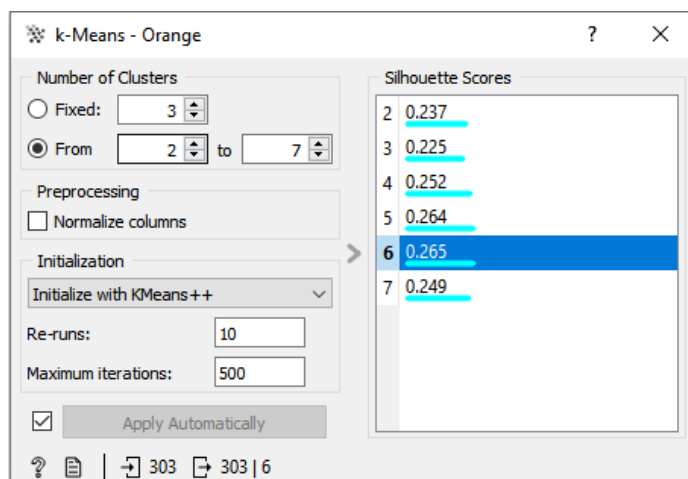 k-Means - Orange ?
Number of Clusters
Fixed: 3
From 2 to 7
Preprocessing
Normalize columns
Initialization
Initialize with KMeans++
Re-runs: 10
Maximum iterations: 500
Apply Automatically
? 303 303 | 6
Silhouette Scores
2 0.237
3 0.225
4 0.252
5 0.264
6 0.265
7 0.249